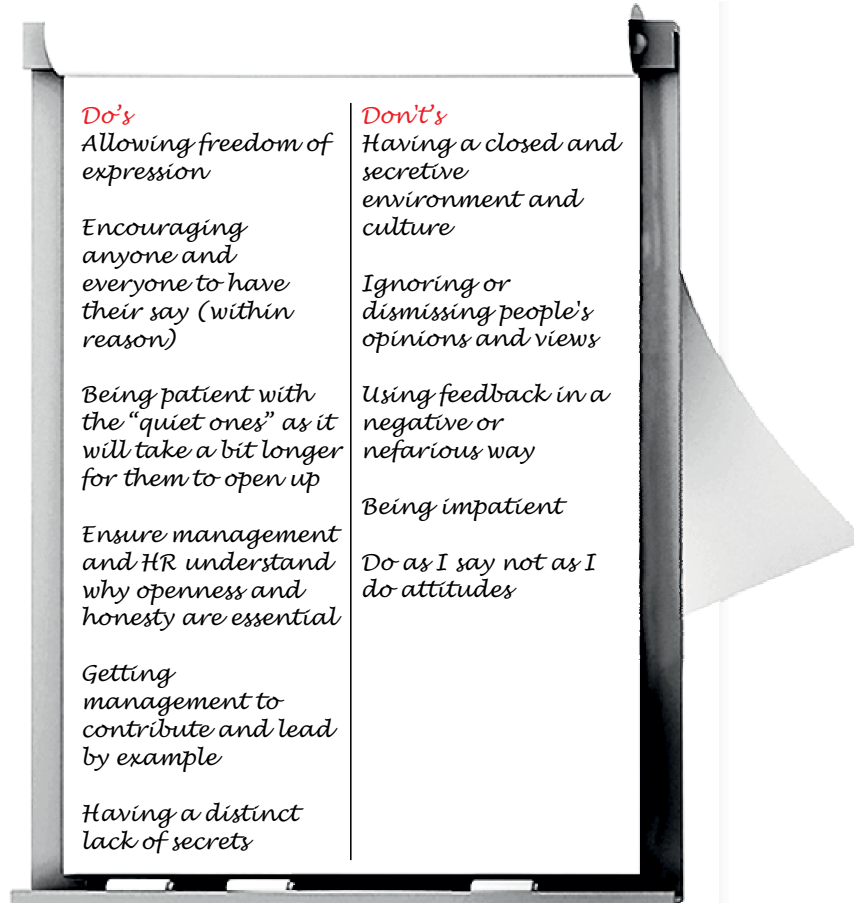 Do's
Allowing freedom of
expression
Encouraging
anyone and
everyone to have
their say (within
reason)
Being patient with
the “quiet ones” as it
will take a bit longer
for them to open up
Ensure management
and HR understand
why openness and
honesty are essential
Getting
management to
contribute and lead
by example
Having a distinct
lack of secrets
Don't's
Having a closed and
secretive
environment and
culture
Ignoring or
dismissing people's
opinions and views
Using feedback in a
negative or
nefarious way
Being impatient
Do as I say not as I
do attitudes